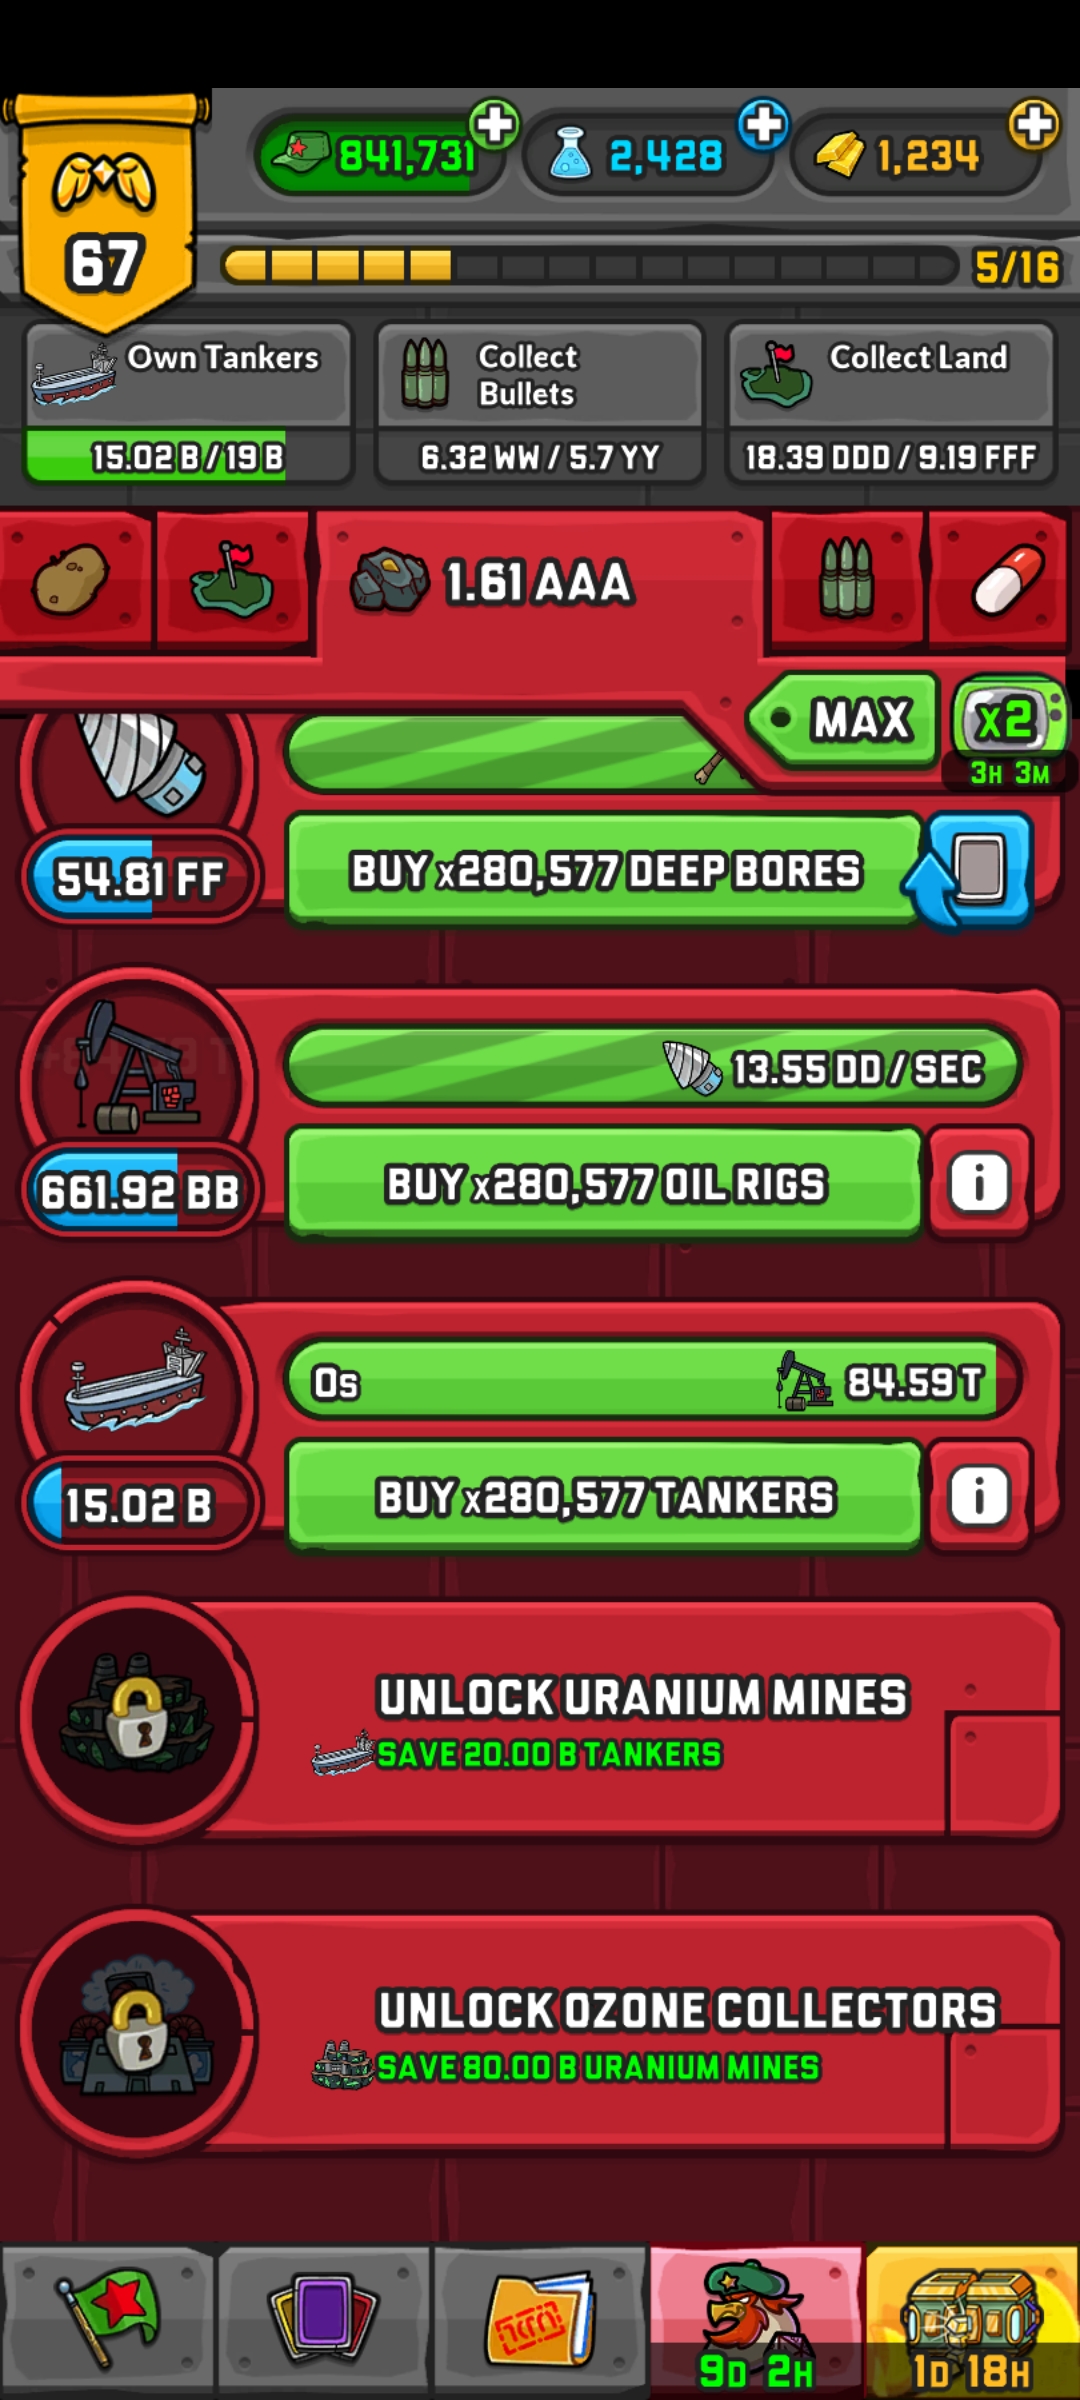 841,731
2,428
1,234
67
5/16
Own Tankers
15.02 B / 19 B
Collect
Bullets
6.32 WW / 5.7 YY
Collect Land
18.39 DDD / 9.19 FFF
1.61 AAA
MAX
x2
3H 3M
54.81 FF
BUY x280,577 DEEP BORES
13.55 DD / SEC
661.92 BB
BUY x280,577 OIL RIGS
i
0s
84.59 T
15.02 B
BUY x280,577 TANKERS
i
UNLOCK URANIUM MINES
SAVE 20.00 B TANKERS
UNLOCK OZONE COLLECTORS
SAVE 80.00 B URANIUM MINES
9D 2H
1D 18H